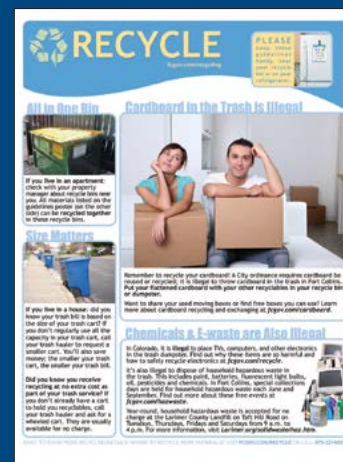 RECYCLE
fcgov.com/recycling
PLEASE
keep these
guidelines
handy, near
your recycle
bin or on your
refrigerator.
All in One Bin
Cardboard in the Trash is Illegal
If you live in an apartment:
check with your property
manager about recycle bins near
you. All materials listed on the
guidelines poster (on the other
side) can be recycled together
in these recycle bins.
Size Matters
If you live in a house: did you
know your trash bill is based
on the size of your trash cart? If
you don't regularly use all the
capacity in your trash cart, call
your trash hauler to request a
smaller cart. You'll also save
money; the smaller your trash
cart, the smaller your trash bill.
Did you know you receive
recycling at no extra cost as
part of your trash service? If
you don't already have a cart
to hold you recyclables, call
your trash hauler and ask for a
wheeled cart. They are usually
available for no charge.
Remember to recycle your cardboard! A City ordinance requires cardboard be
reused or recycled; it is illegal to throw cardboard in the trash in Fort Collins.
Put your flattened cardboard with your other recyclables in your recycle bin
or dumpster.
Want to share your used moving boxes or find free boxes you can use? Learn
more about cardboard recycling and exchanging at fcgov.com/cardboard.
Chemicals & E-waste are Also Illegal
In Colorado, it is illegal to place TVs, computers, and other electronics
in the trash dumpster. Find out why these items are so harmful and
how to safely recycle electronics at fcgov.com/recycle.
It's also illegal to dispose of household hazardous waste in
the trash. This includes paint, batteries, fluorescent light bulbs,
oil, pesticides and chemicals. In Fort Collins, special collections
days are held for household hazardous waste each June and
September. Find out more about these free events at
fcgov.com/hazwaste.
Year-round, household hazardous waste is accepted for no
charge at the Larimer County Landfill on Taft Hill Road on
Tuesdays, Thursdays, Fridays and Saturdays from 9 a.m. to
4 p.m. For more information, visit